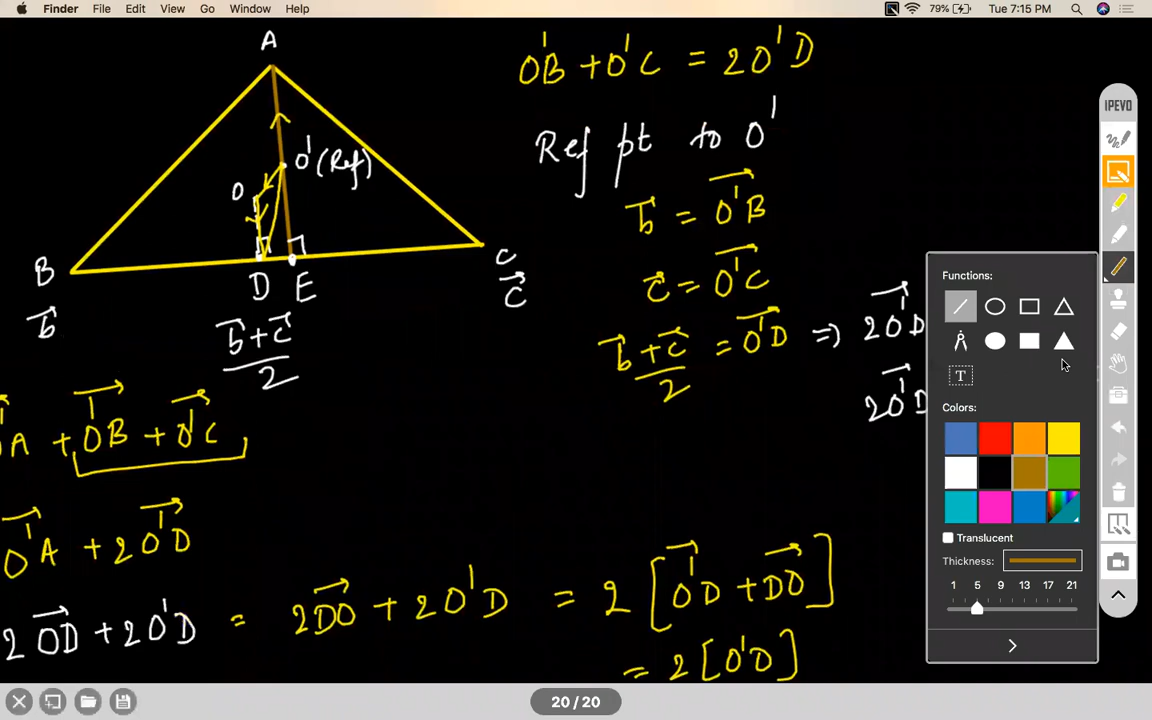 Finder File Edit View Go Window Help 79% Tue 7:15 PM
A
O'B + O'C = 2O'D
Ref pt to O'
O' (Ref)
O
B
b
D
E
C
c
b + c
2
b = O'B
c = O'C
b + c = O'D => 2O'D
2
2O'D
A + OB + O'C
O'A + 2O'D
2OD + 2O'D = 2DO + 2O'D = 2[O'D + DO]
= 2[O'O]
IPEVO
Functions:
T
Colors:
Translucent
Thickness:
1 5 9 13 17 21
20/20